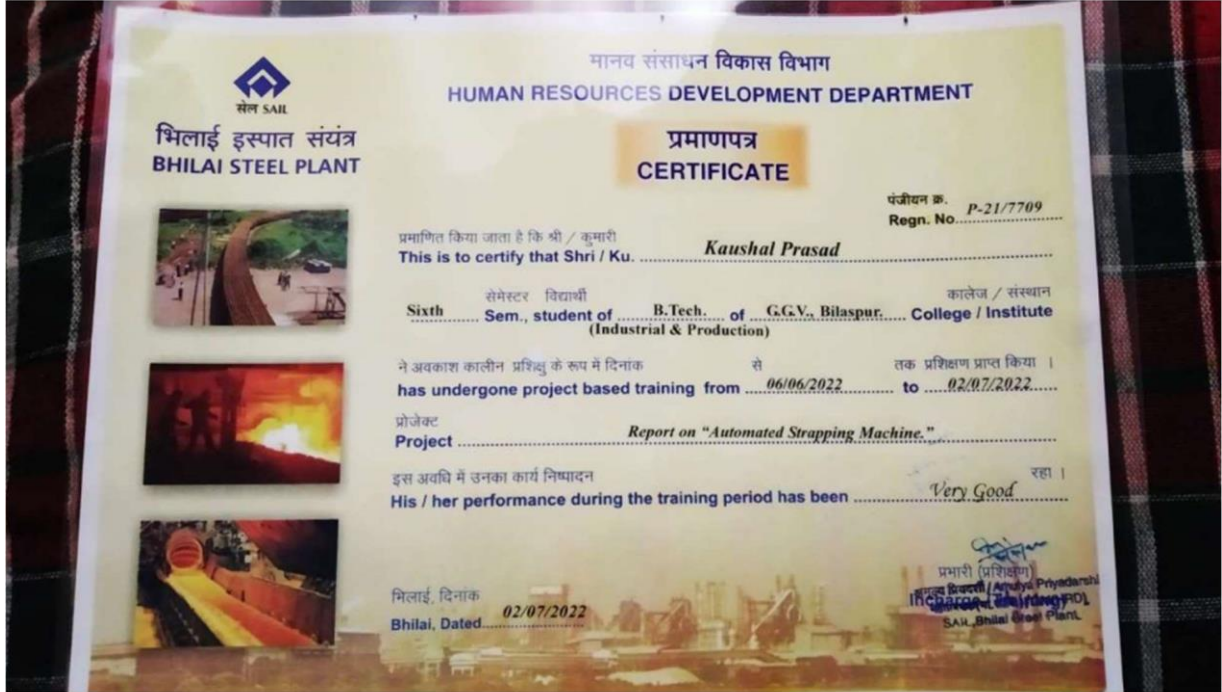 सेल SAIL
भिलाई इस्पात संयंत्र
BHILAI STEEL PLANT
मानव संसाधन विकास विभाग
HUMAN RESOURCES DEVELOPMENT DEPARTMENT
प्रमाणपत्र
CERTIFICATE
पंजीयन क्र.
Regn. No. P-21/7709
प्रमाणित किया जाता है कि श्री / कुमारी
This is to certify that Shri / Ku. Kaushal Prasad
सेमेस्टर विद्यार्थी कालेज / संस्थान
Sixth Sem., student of B.Tech. of G.G.V., Bilaspur. College / Institute
(Industrial & Production)
ने अवकाश कालीन प्रशिक्षु के रूप में दिनांक से तक प्रशिक्षण प्राप्त किया ।
has undergone project based training from 06/06/2022 to 02/07/2022
प्रोजेक्ट
Project Report on “Automated Strapping Machine.”
इस अवधि में उनका कार्य निष्पादन रहा ।
His / her performance during the training period has been Very Good
प्रभारी (प्रशिक्षण)
भिलाई, दिनांक
Bhilai, Dated 02/07/2022
Amulya Priyadarshi
SAIL, Bhilai Steel Plant.